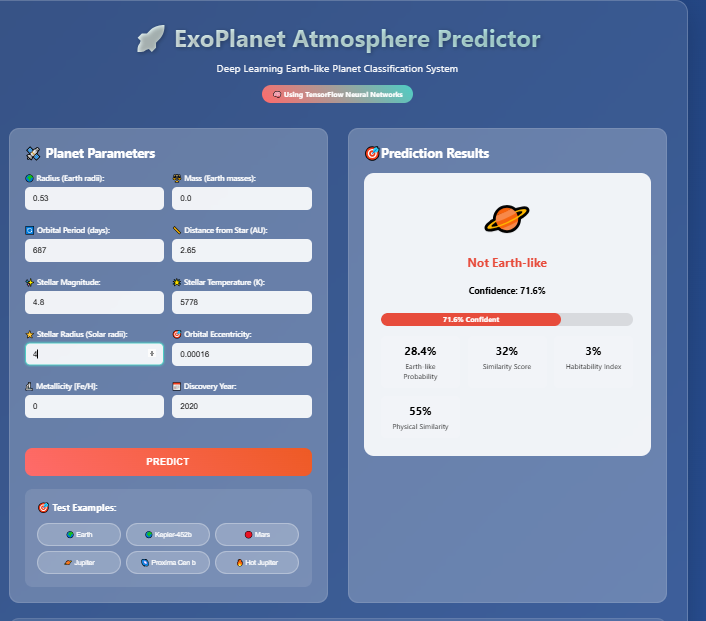 ExoPlanet Atmosphere Predictor
Deep Learning Earth-like Planet Classification System
Using TensorFlow Neural Networks
Planet Parameters
Radius (Earth radii):
Mass (Earth masses):
0.53
0.0
Orbital Period (days):
Distance from Star (AU):
687
2.65
Stellar Magnitude:
Stellar Temperature (K):
4.8
5778
Stellar Radius (Solar radii):
Orbital Eccentricity:
4
0.00016
Metallicity [Fe/H]:
Discovery Year:
0
2020
PREDICT
Test Examples:
Earth
Kepler-452b
Mars
Jupiter
Proxima Cen b
Hot Jupiter
Prediction Results
Not Earth-like
Confidence: 71.6%
71.6% Confident
28.4%
Earth-like
Probability
32%
Similarity Score
3%
Habitability Index
55%
Physical Similarity